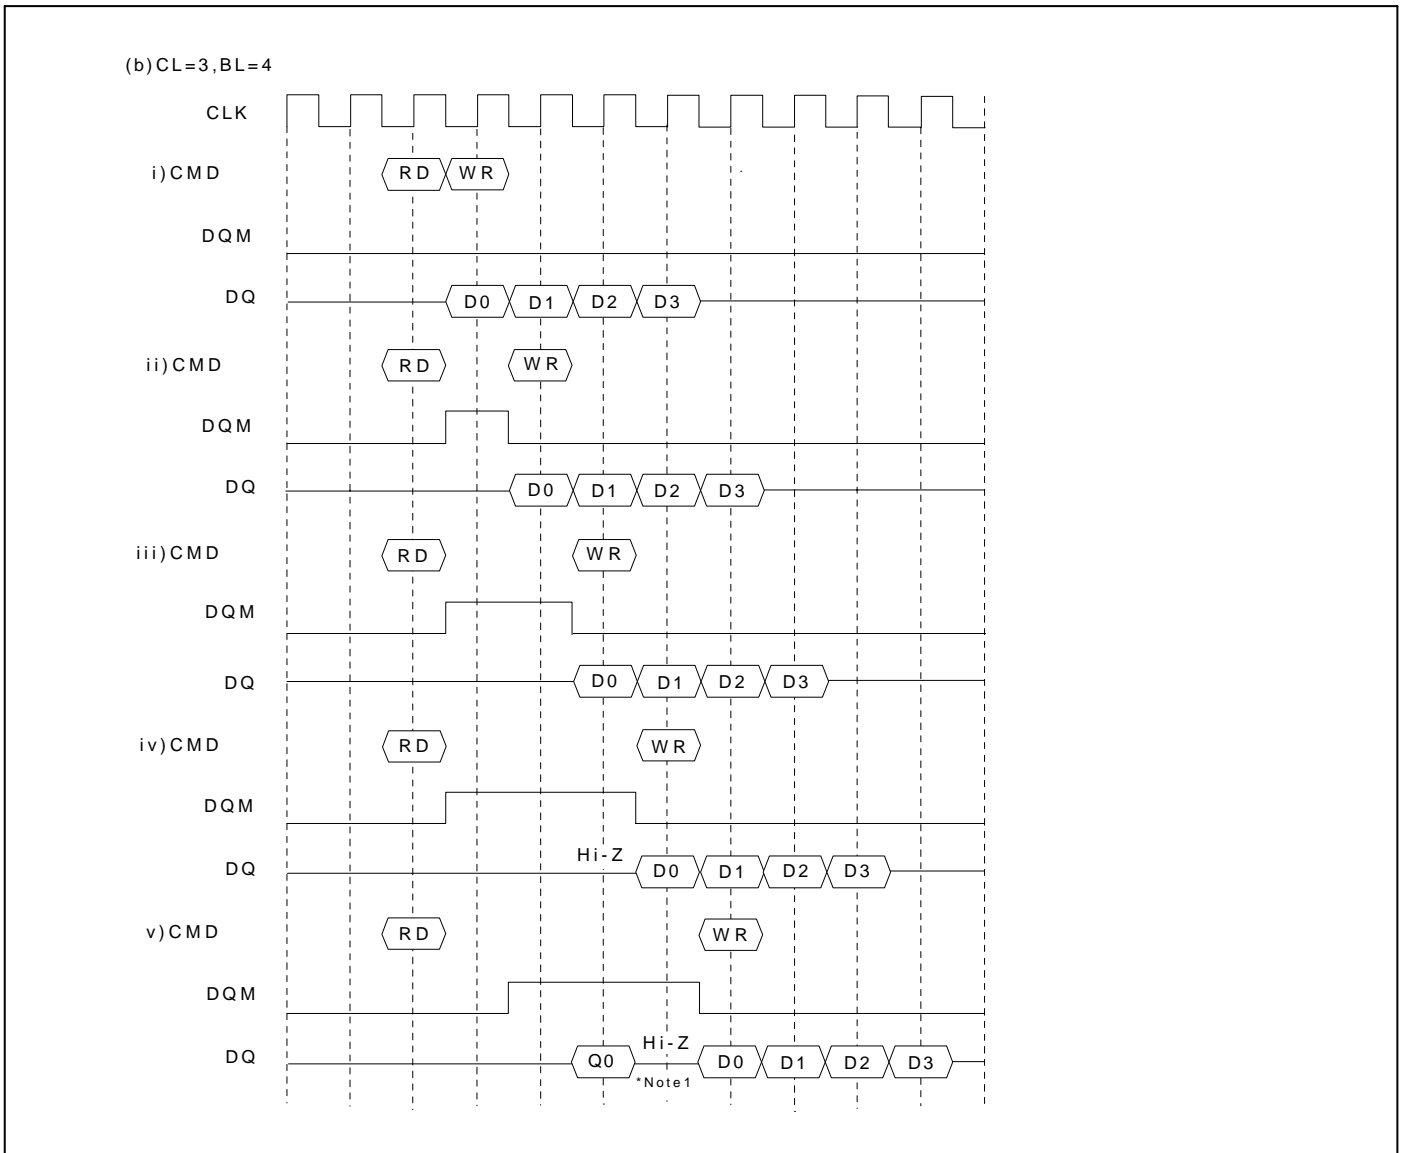 (b)CL=3,BL=4
CLK
i)CMD RD WR
DQM
DQ D0 D1 D2 D3
ii)CMD RD WR
DQM
DQ D0 D1 D2 D3
iii)CMD RD WR
DQM
DQ D0 D1 D2 D3
iv)CMD RD WR
DQM
Hi-Z
DQ D0 D1 D2 D3
v)CMD RD WR
DQM
Hi-Z
DQ Q0 D0 D1 D2 D3
*Note1